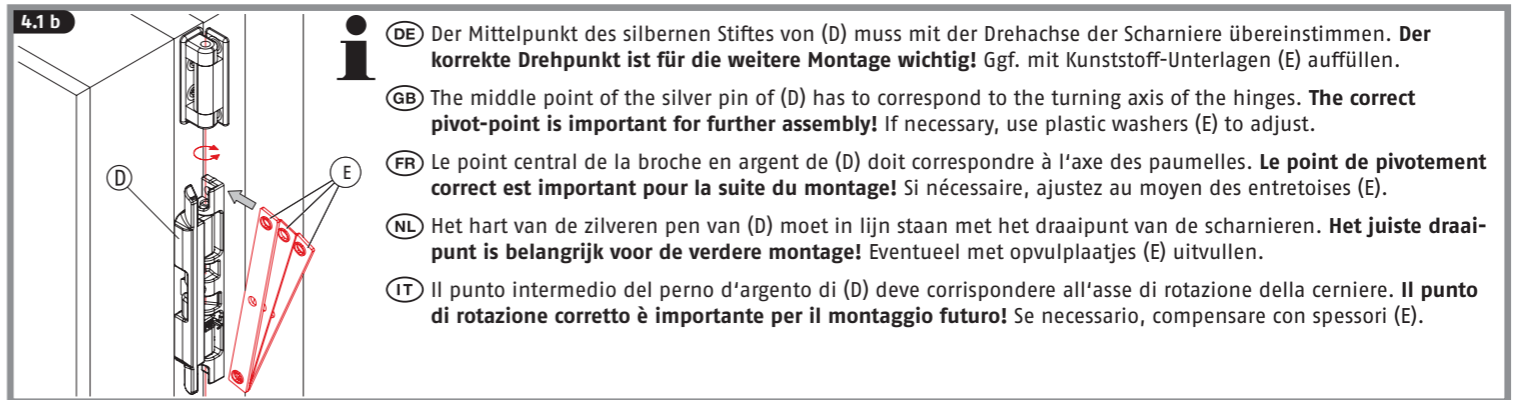 4.1 b
D
E
DE Der Mittelpunkt des silbernen Stiftes von (D) muss mit der Drehachse der Scharniere übereinstimmen. Der
korrekte Drehpunkt ist für die weitere Montage wichtig! Ggf. mit Kunststoff-Unterlagen (E) auffüllen.
GB The middle point of the silver pin of (D) has to correspond to the turning axis of the hinges. The correct
pivot-point is important for further assembly! If necessary, use plastic washers (E) to adjust.
FR Le point central de la broche en argent de (D) doit correspondre à l‘axe des paumelles. Le point de pivotement
correct est important pour la suite du montage! Si nécessaire, ajustez au moyen des entretoises (E).
NL Het hart van de zilveren pen van (D) moet in lijn staan met het draaipunt van de scharnieren. Het juiste draai-
punt is belangrijk voor de verdere montage! Eventueel met opvulplaatjes (E) uitvullen.
IT Il punto intermedio del perno d‘argento di (D) deve corrispondere all‘asse di rotazione della cerniere. Il punto
di rotazione corretto è importante per il montaggio futuro! Se necessario, compensare con spessori (E).